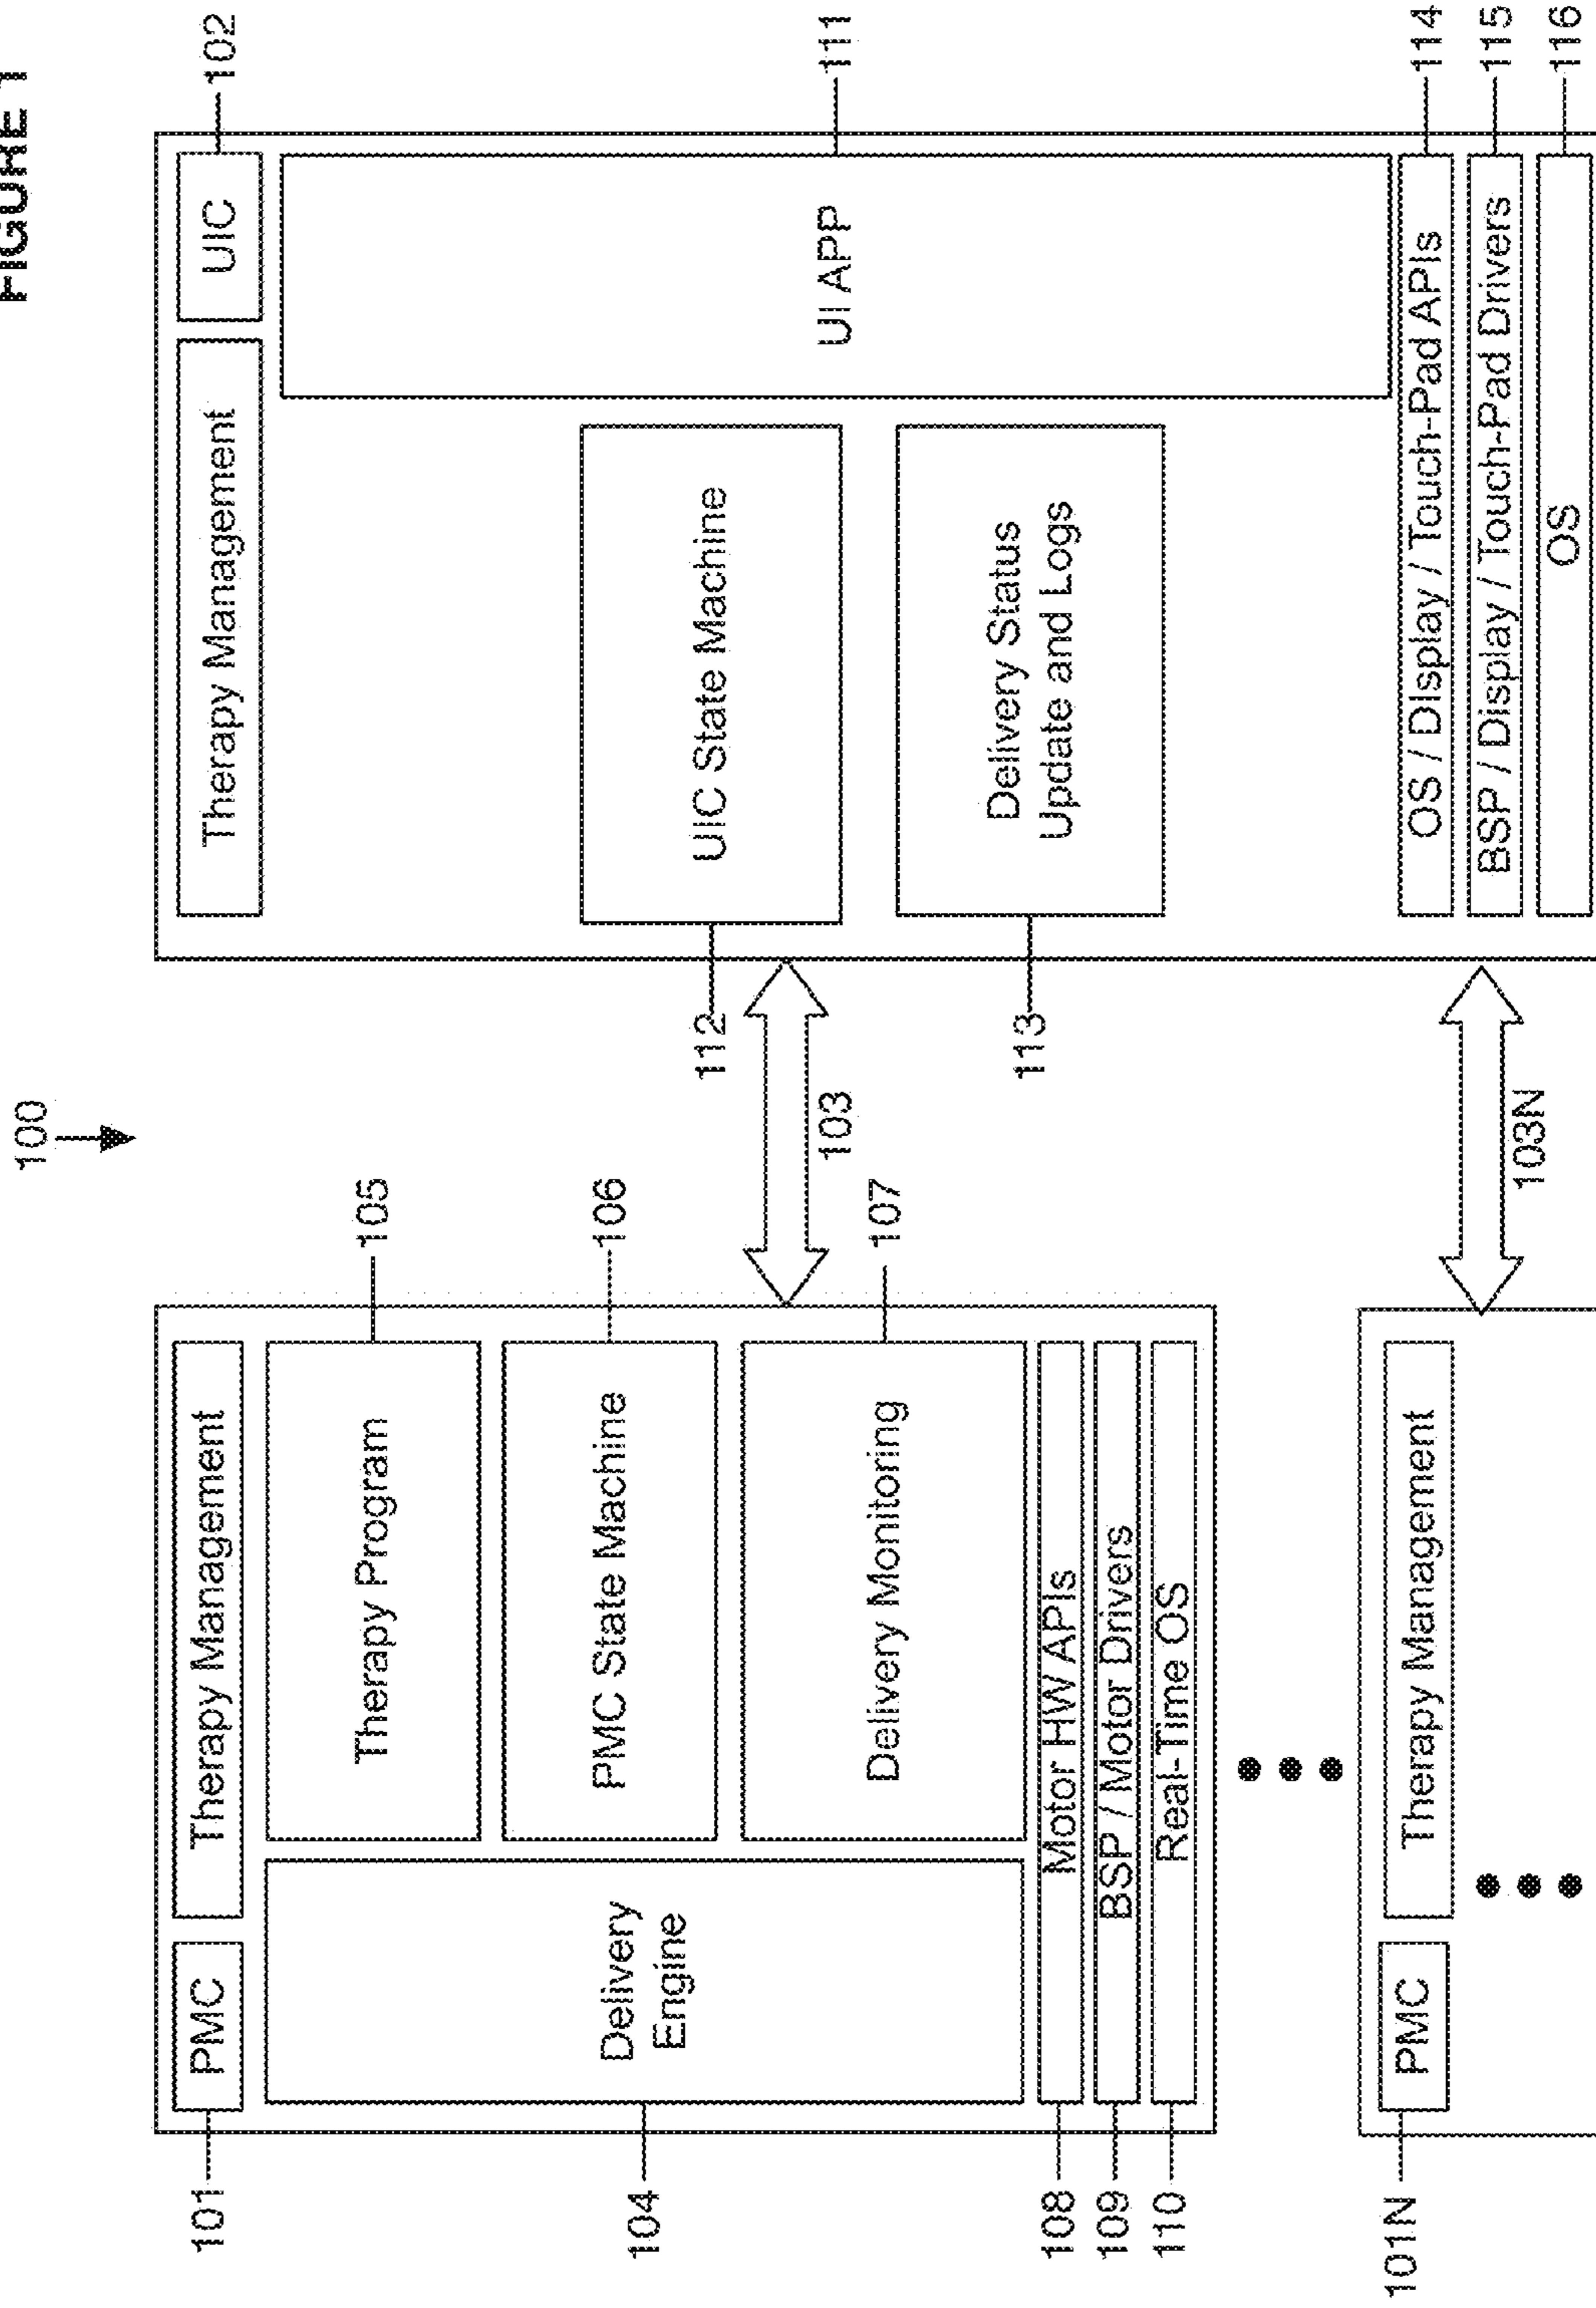 FIGURE 1
100
101
PMC
Therapy Management
104
Delivery
Engine
Therapy Program
105
PMC State Machine
106
Delivery Monitoring
107
108
Motor HW APIs
109
BSP / Motor Drivers
110
Real-Time OS
101N
PMC
Therapy Management
103
103N
Therapy Management
UIC
102
112
UIC State Machine
113
Delivery Status
Update and Logs
UI APP
111
OS / Display / Touch-Pad APIs
114
BSP / Display / Touch-Pad Drivers
115
OS
116